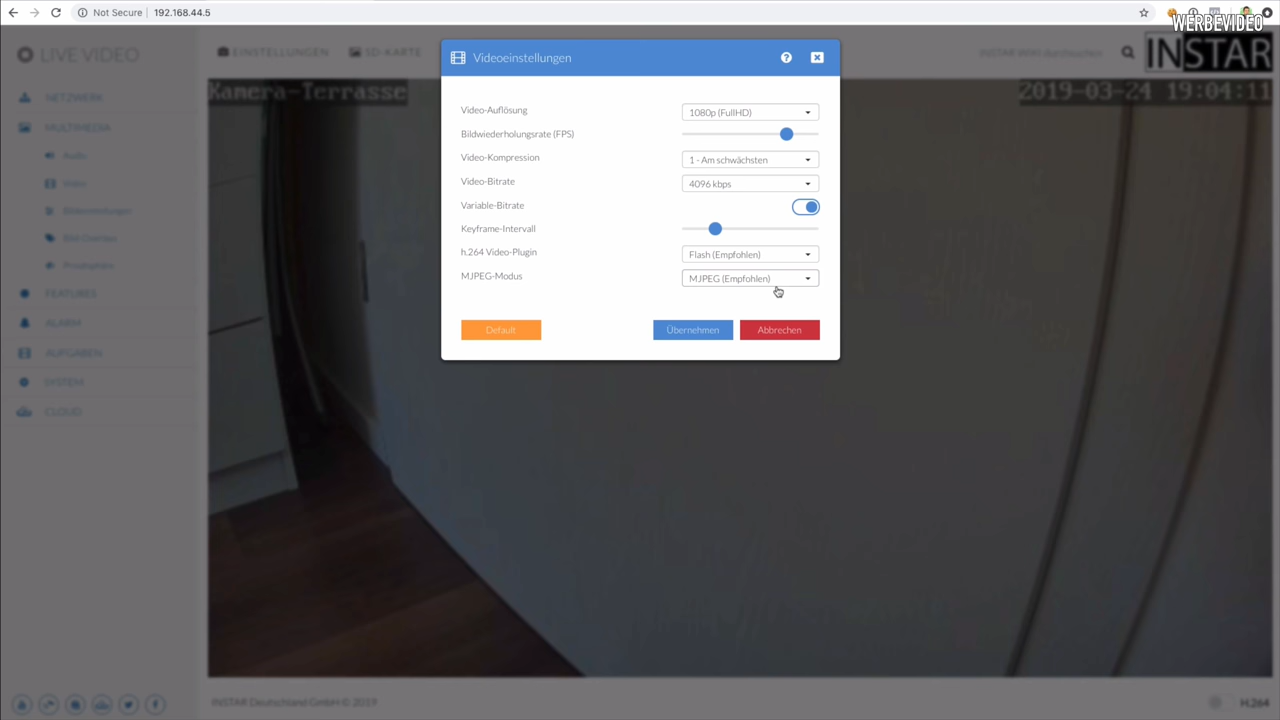 Not Secure
192.168.44.5
WERBEVIDEO
LIVE VIDEO
EINSTELLUNGEN
SD-KARTE
INSTAR WIKI durchsuchen
INSTAR
Kamera-Terrasse
2019-03-24 19:04:11
NETZWERK
MULTIMEDIA
Audio
Video
Bildeinstellungen
Bild-Overlays
Privatsphäre
FEATURES
ALARM
AUFGABEN
SYSTEM
CLOUD
Videoeinstellungen
Video-Auflösung
1080p (FullHD)
Bildwiederholungsrate (FPS)
Video-Kompression
1 - Am schwächsten
Video-Bitrate
4096 kbps
Variable-Bitrate
Keyframe-Intervall
h.264 Video-Plugin
Flash (Empfohlen)
MJPEG-Modus
MJPEG (Empfohlen)
Default
Übernehmen
Abbrechen
INSTAR Deutschland GmbH © 2019
H.264